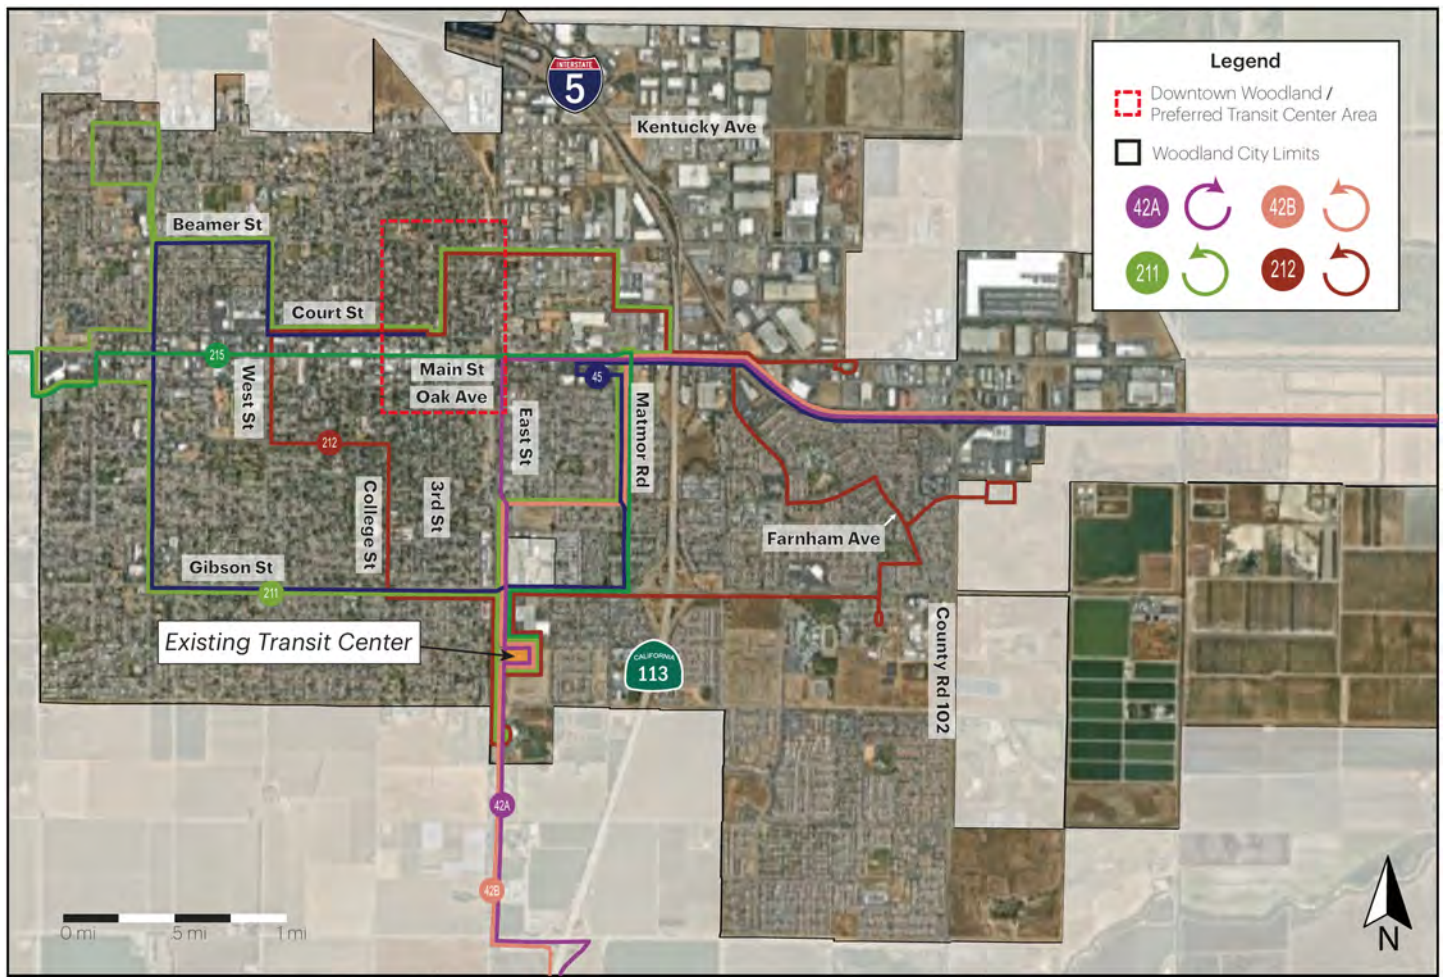 Legend
Downtown Woodland /
Preferred Transit Center Area
Woodland City Limits
42A
42B
211
212
INTERSTATE
5
Kentucky Ave
Beamer St
Court St
215
Main St
Oak Ave
45
West St
East St
Matmor Rd
212
College St
3rd St
Farnham Ave
Gibson St
211
Existing Transit Center
CALIFORNIA
113
County Rd 102
42A
42B
0 mi
.5 mi
1 mi
N